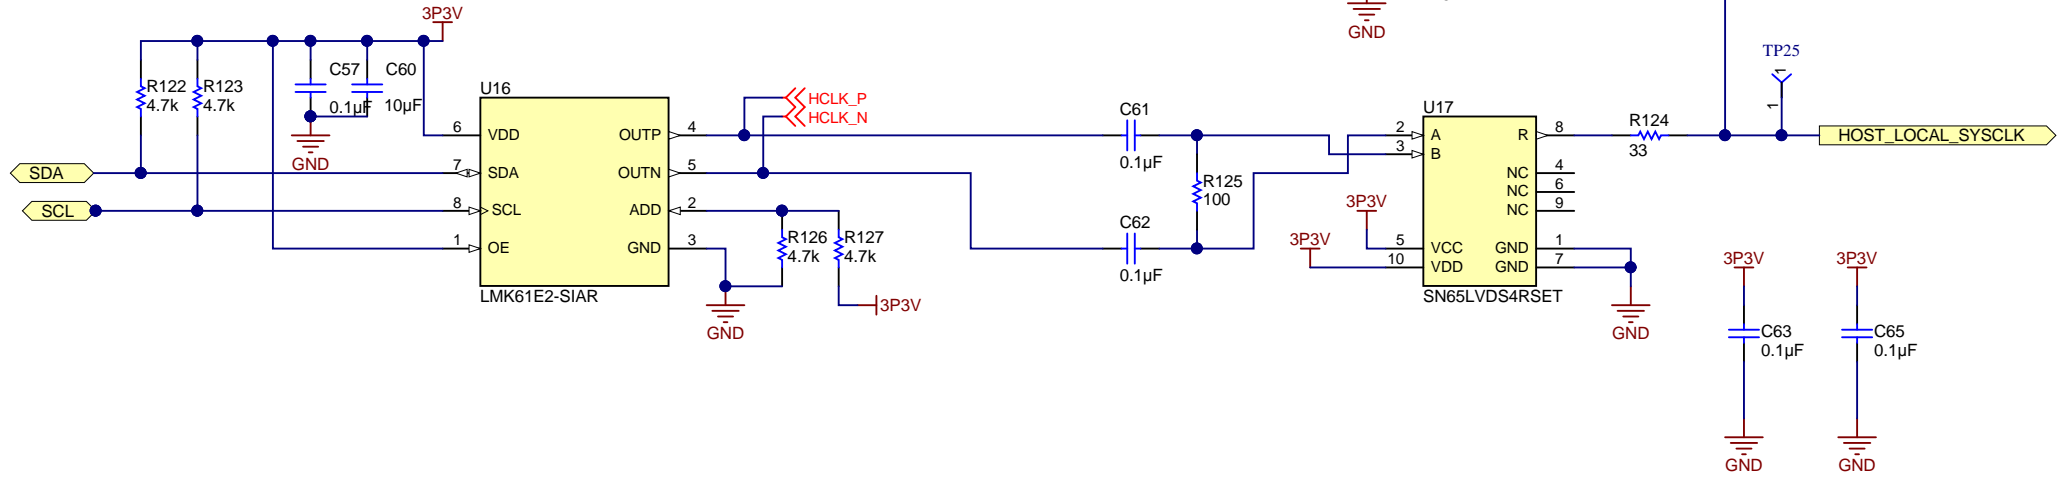 3P3V
GND
TP25
1
1
R122
4.7k
R123
4.7k
C57
0.1µF
C60
10µF
GND
SDA
SCL
U16
6 VDD
7 SDA
8 SCL
1 OE
OUTP 4
OUTN 5
ADD 2
GND 3
LMK61E2-SIAR
HCLK_P
HCLK_N
R126
4.7k
R127
4.7k
3P3V
GND
C61
0.1µF
C62
0.1µF
R125
100
3P3V
3P3V
U17
2 A
3 B
5 VCC
10 VDD
R 8
NC 4
NC 6
NC 9
GND 1
GND 7
SN65LVDS4RSET
GND
R124
33
HOST_LOCAL_SYSCLK
3P3V
C63
0.1µF
GND
3P3V
C65
0.1µF
GND